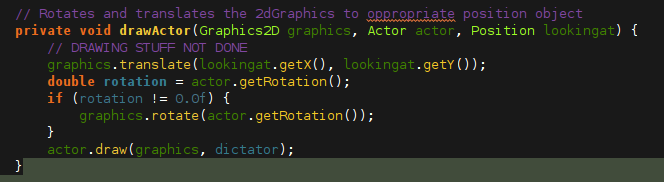 // Rotates and translates the 2dGraphics to oppropriate position object
private void drawActor(Graphics2D graphics, Actor actor, Position lookingat) {
// DRAWING STUFF NOT DONE
graphics.translate(lookingat.getX(), lookingat.getY());
double rotation = actor.getRotation();
if (rotation != 0.0f) {
graphics.rotate(actor.getRotation());
}
actor.draw(graphics, dictator);
}